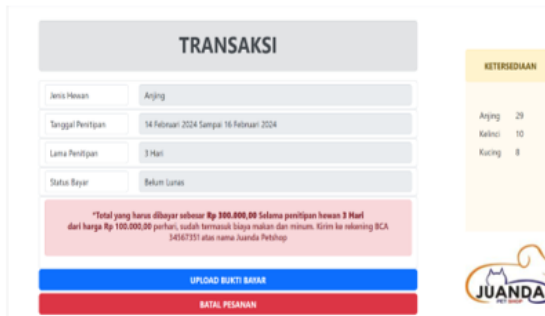 TRANSAKSI
Jenis Hewan Anjing
Tanggal Penitipan 14 Februari 2024 Sampai 16 Februari 2024
Lama Penitipan 3 Hari
Status Bayar Belum Lunas
*Total yang harus dibayar sebesar Rp 300.000,00 Selama penitipan hewan 3 Hari
dari harga Rp 100.000,00 perhari, sudah termasuk biaya makan dan minum. Kirim ke rekening BCA
34567351 atas nama Juanda Petshop
UPLOAD BUKTI BAYAR
BATAL PESANAN
KETERSEDIAAN
Anjing 29
Kelinci 10
Kucing 8
JUANDA
PET SHOP